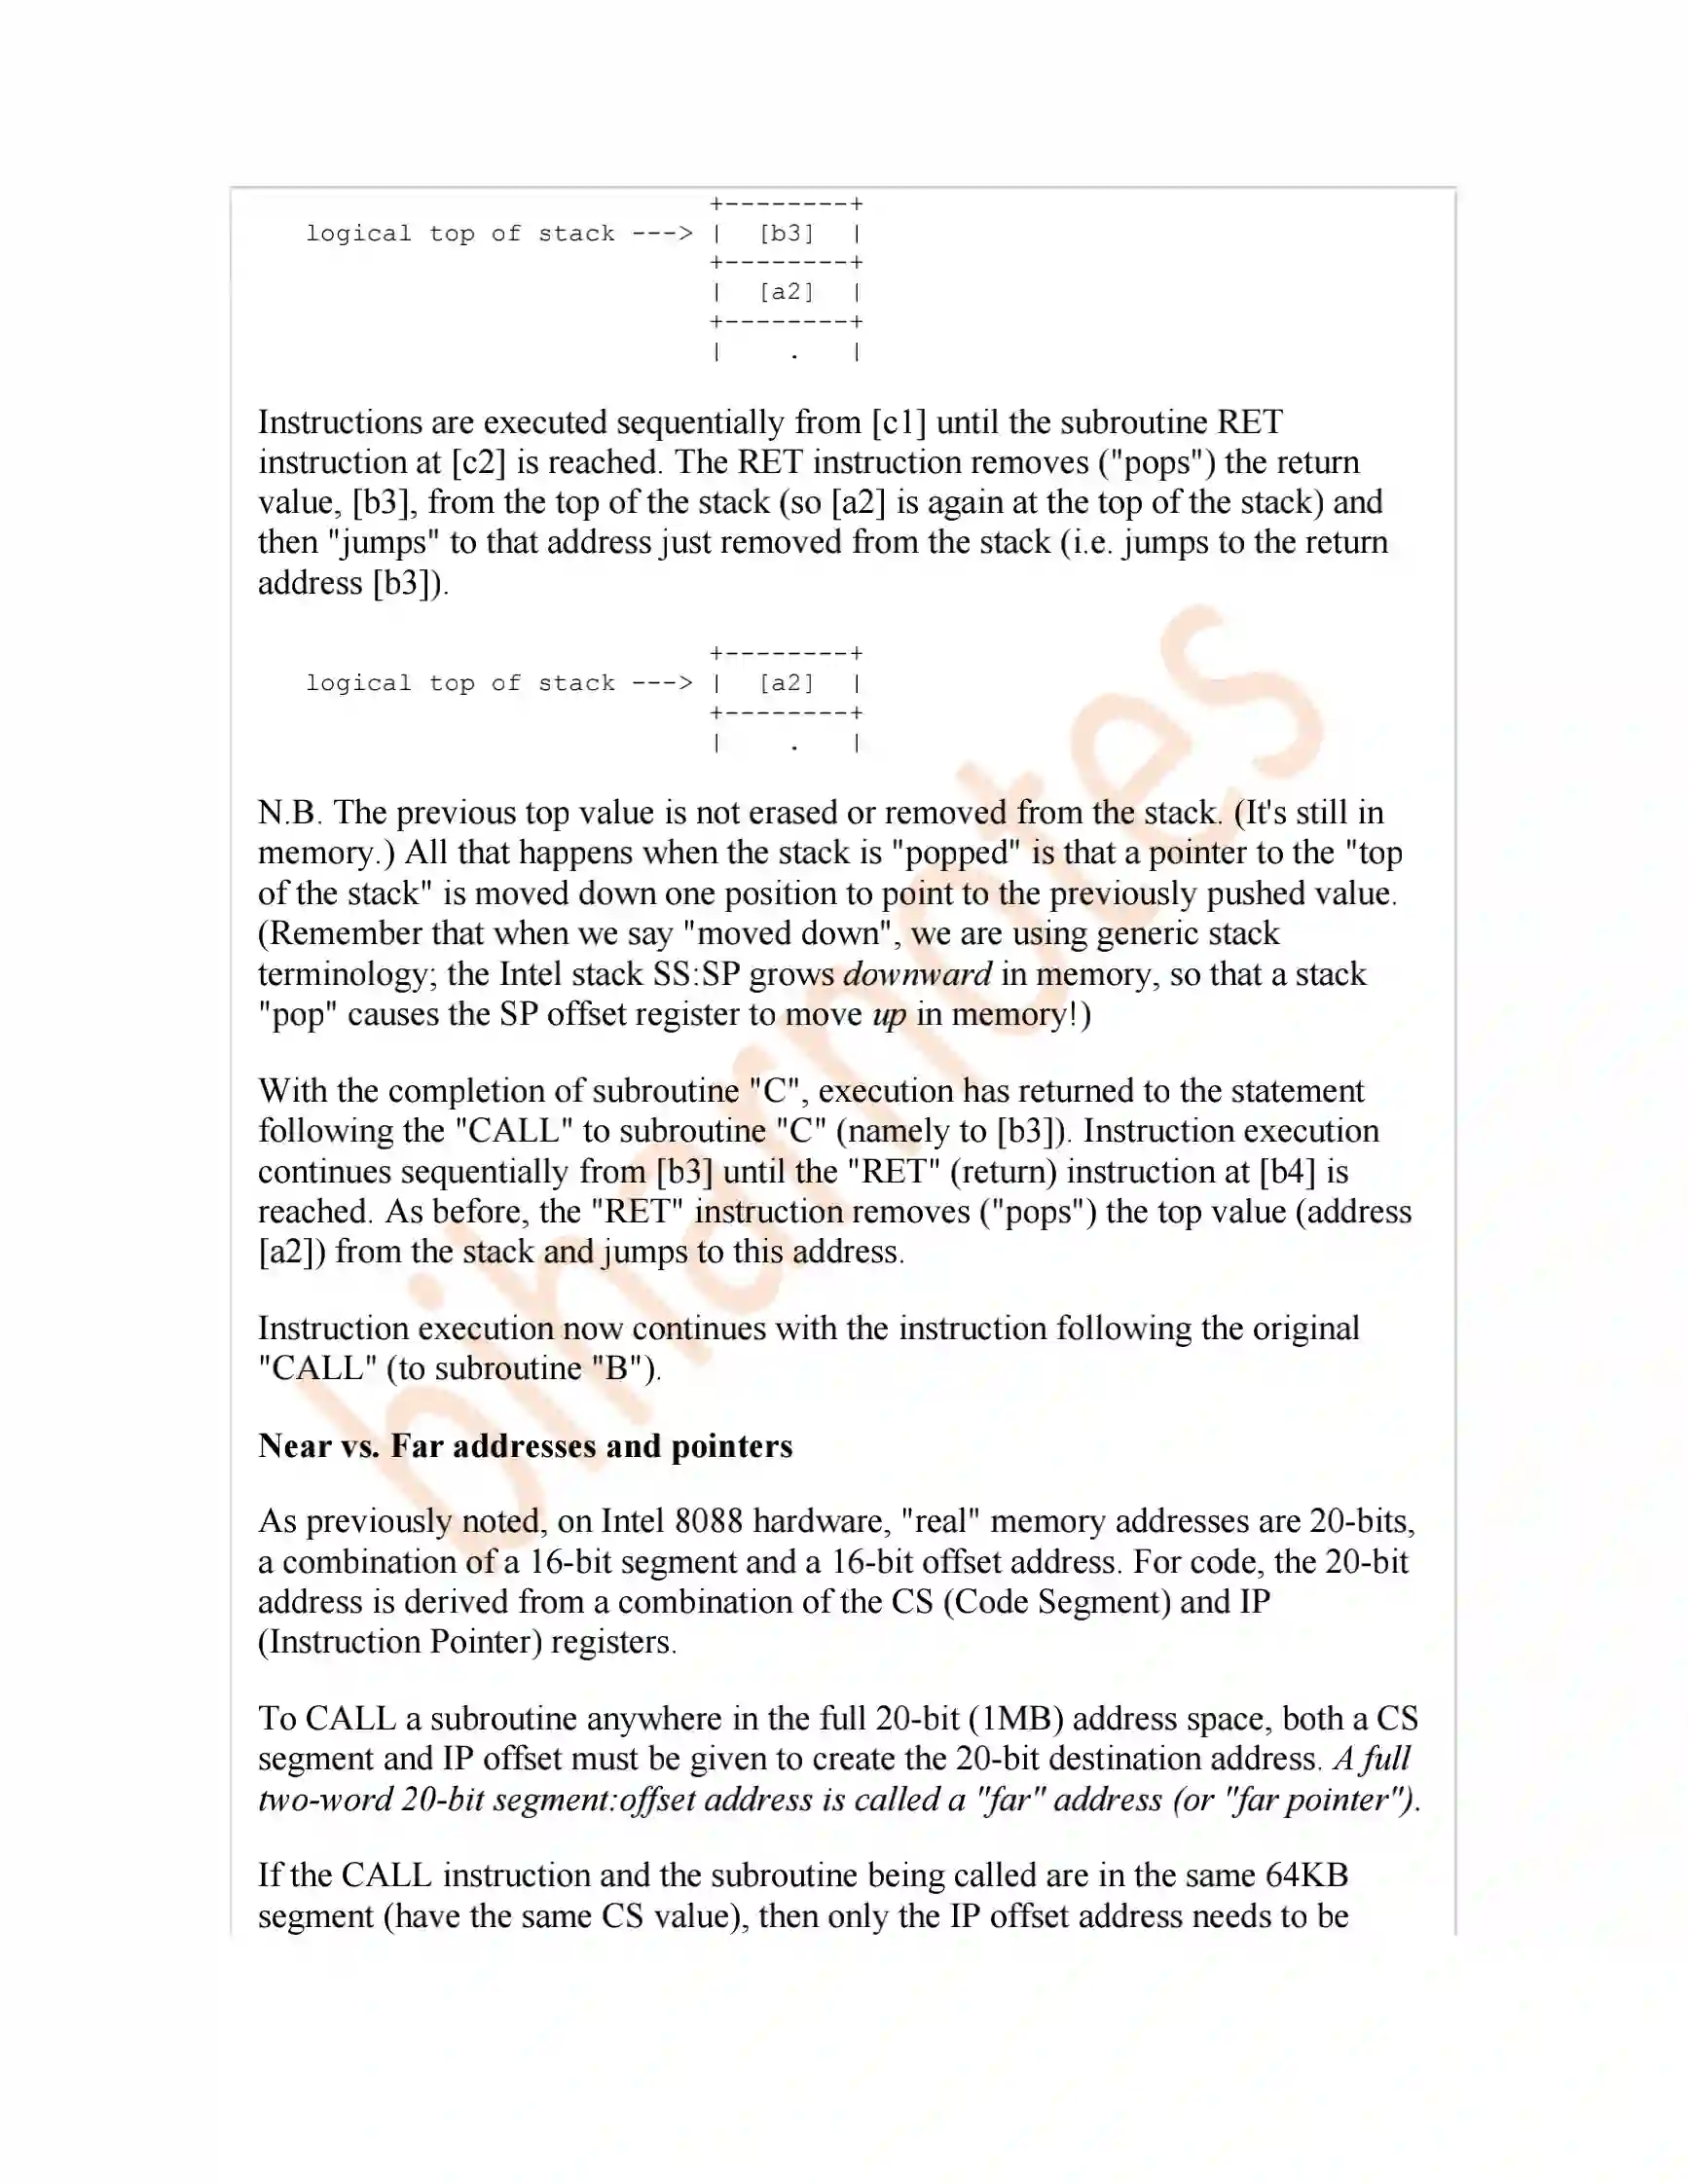 +--------+
 logical top of stack ---> |  [b3]  |
                           +--------+
                           |  [a2]  |
                           +--------+
                           |    .   |
Instructions are executed sequentially from [c1] until the subroutine RET
instruction at [c2] is reached. The RET instruction removes ("pops") the return
value, [b3], from the top of the stack (so [a2] is again at the top of the stack) and
then "jumps" to that address just removed from the stack (i.e. jumps to the return
address [b3]).
                           +--------+
 logical top of stack ---> |  [a2]  |
                           +--------+
                           |    .   |
N.B. The previous top value is not erased or removed from the stack. (It's still in
memory.) All that happens when the stack is "popped" is that a pointer to the "top
of the stack" is moved down one position to point to the previously pushed value.
(Remember that when we say "moved down", we are using generic stack
terminology; the Intel stack SS:SP grows downward in memory, so that a stack
"pop" causes the SP offset register to move up in memory!)
With the completion of subroutine "C", execution has returned to the statement
following the "CALL" to subroutine "C" (namely to [b3]). Instruction execution
continues sequentially from [b3] until the "RET" (return) instruction at [b4] is
reached. As before, the "RET" instruction removes ("pops") the top value (address
[a2]) from the stack and jumps to this address.
Instruction execution now continues with the instruction following the original
"CALL" (to subroutine "B").
Near vs. Far addresses and pointers
As previously noted, on Intel 8088 hardware, "real" memory addresses are 20-bits,
a combination of a 16-bit segment and a 16-bit offset address. For code, the 20-bit
address is derived from a combination of the CS (Code Segment) and IP
(Instruction Pointer) registers.
To CALL a subroutine anywhere in the full 20-bit (1MB) address space, both a CS
segment and IP offset must be given to create the 20-bit destination address. A full
two-word 20-bit segment:offset address is called a "far" address (or "far pointer").
If the CALL instruction and the subroutine being called are in the same 64KB
segment (have the same CS value), then only the IP offset address needs to be
biharnotes